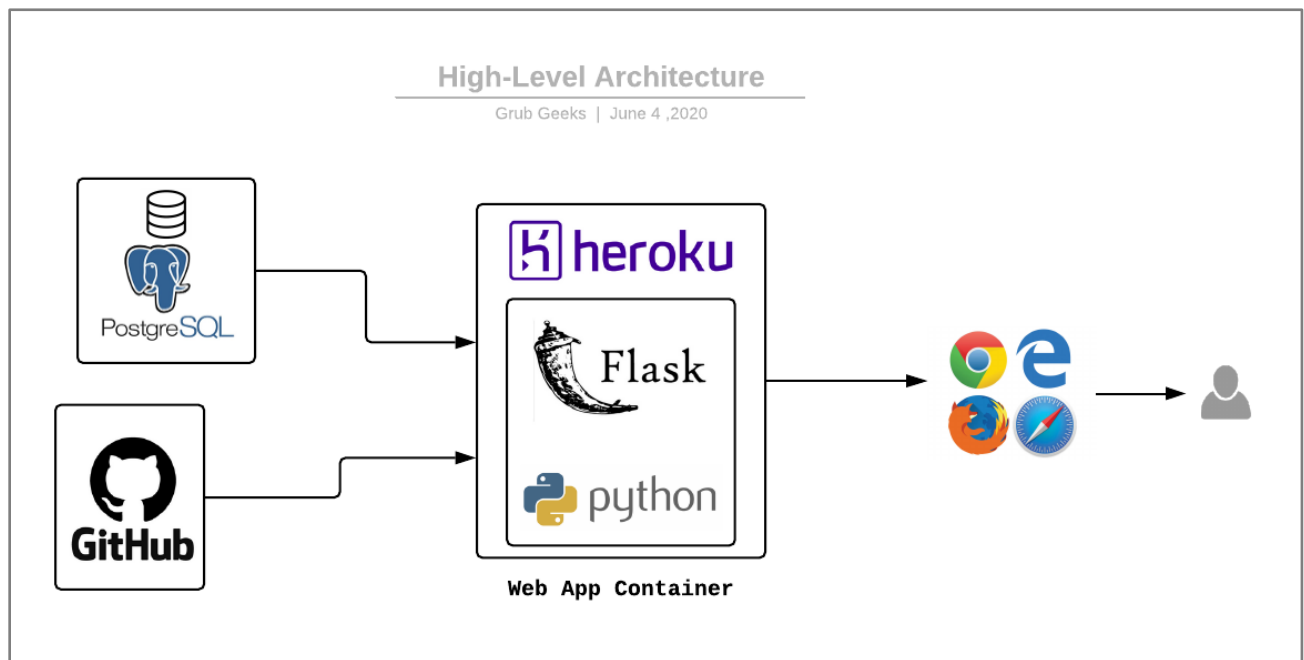 High-Level Architecture
Grub Geeks | June 4 ,2020
PostgreSQL
heroku
Flask
python
GitHub
Web App Container